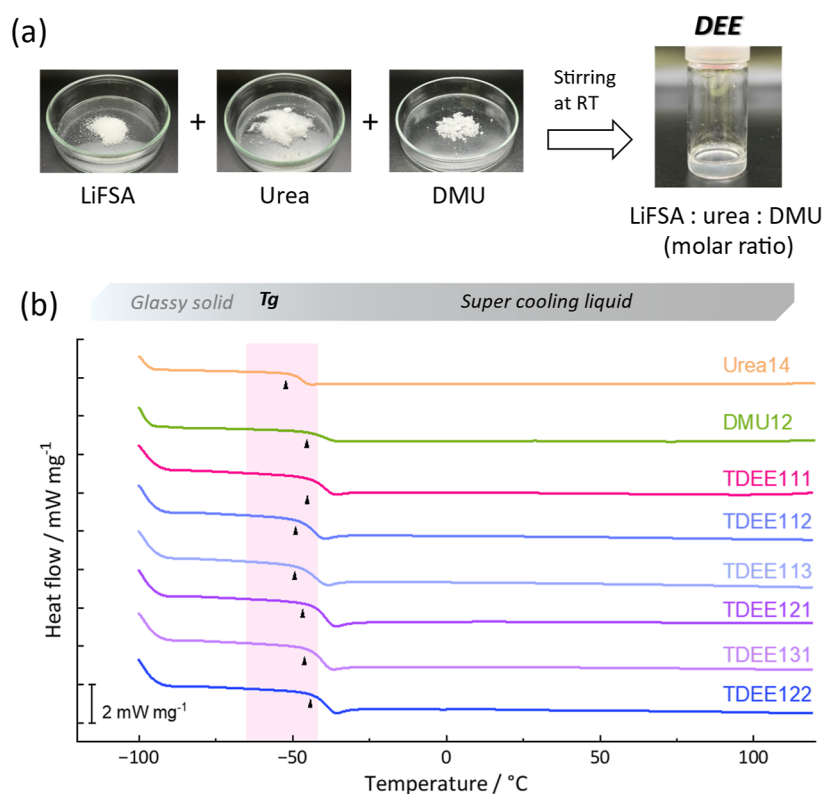 (a)
DEE
Stirring
at RT
+
+
LiFSA
Urea
DMU
LiFSA : urea : DMU
(molar ratio)
(b)
Glassy solid
Tg
Super cooling liquid
Urea14
DMU12
TDEE111
TDEE112
TDEE113
TDEE121
TDEE131
TDEE122
Heat flow / mW mg⁻¹
2 mW mg⁻¹
−100
−50
0
50
100
Temperature / °C